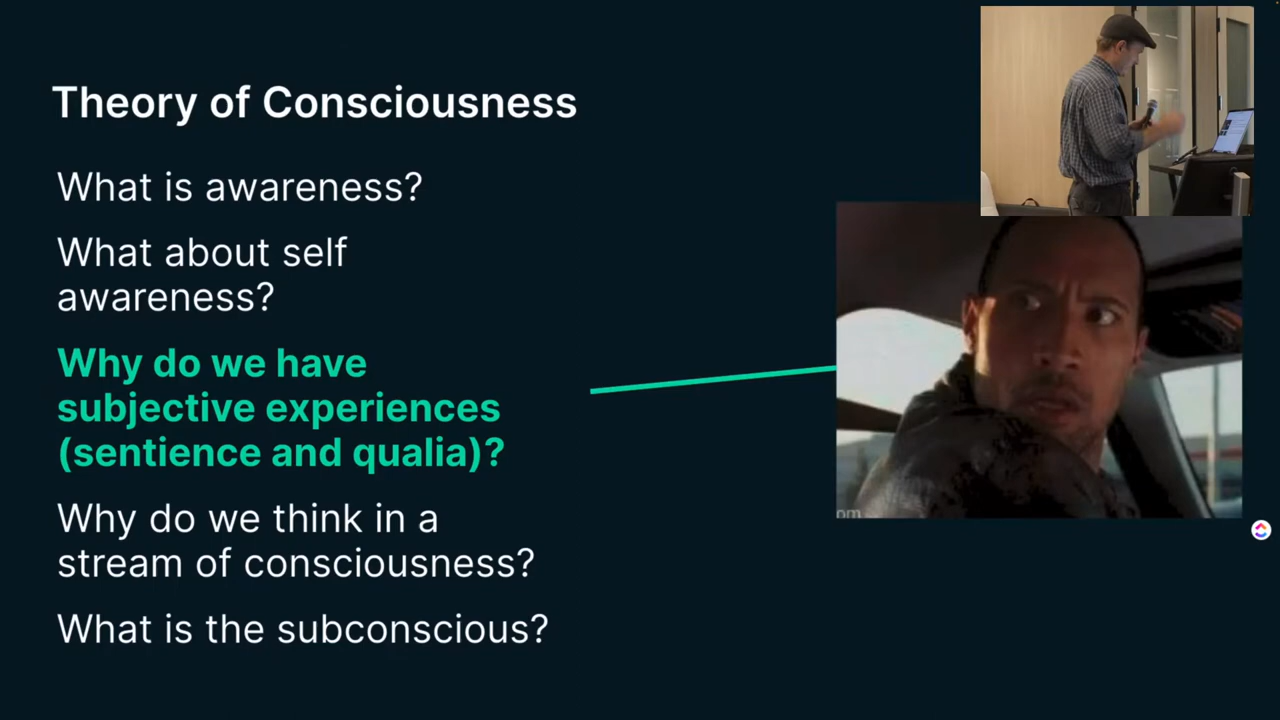 Theory of Consciousness
What is awareness?
What about self
awareness?
Why do we have
subjective experiences
(sentience and qualia)?
Why do we think in a
stream of consciousness?
What is the subconscious?
om